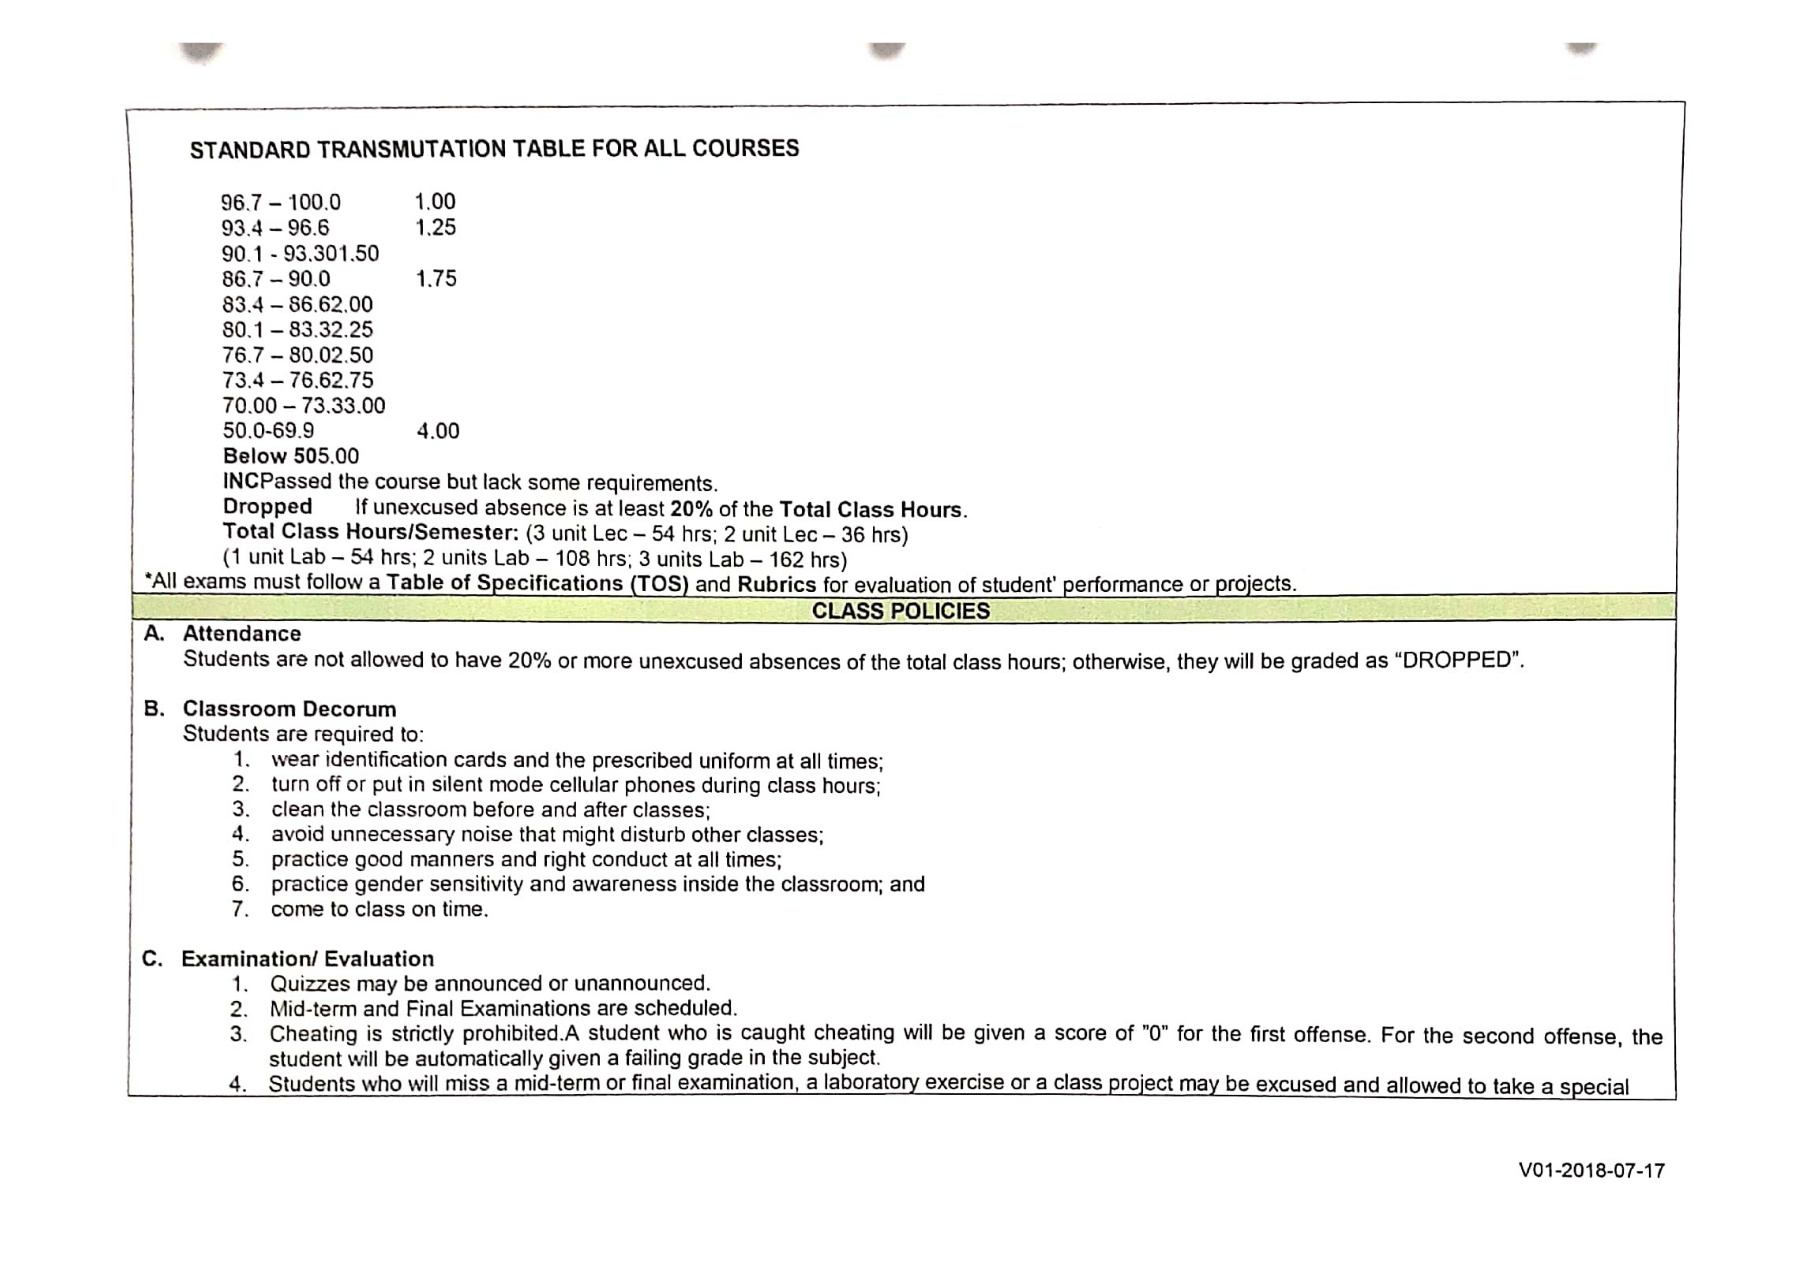 STANDARD TRANSMUTATION TABLE FOR ALL COURSES
96.7 – 100.0 1.00
93.4 – 96.6 1.25
90.1 - 93.301.50
86.7 – 90.0 1.75
83.4 – 86.62.00
80.1 – 83.32.25
76.7 – 80.02.50
73.4 – 76.62.75
70.00 – 73.33.00
50.0-69.9 4.00
Below 505.00
INCPassed the course but lack some requirements.
Dropped If unexcused absence is at least 20% of the Total Class Hours.
Total Class Hours/Semester: (3 unit Lec – 54 hrs; 2 unit Lec – 36 hrs)
(1 unit Lab – 54 hrs; 2 units Lab – 108 hrs; 3 units Lab – 162 hrs)
*All exams must follow a Table of Specifications (TOS) and Rubrics for evaluation of student' performance or projects.
CLASS POLICIES
A. Attendance
Students are not allowed to have 20% or more unexcused absences of the total class hours; otherwise, they will be graded as “DROPPED”.
B. Classroom Decorum
Students are required to:
1. wear identification cards and the prescribed uniform at all times;
2. turn off or put in silent mode cellular phones during class hours;
3. clean the classroom before and after classes;
4. avoid unnecessary noise that might disturb other classes;
5. practice good manners and right conduct at all times;
6. practice gender sensitivity and awareness inside the classroom; and
7. come to class on time.
C. Examination/ Evaluation
1. Quizzes may be announced or unannounced.
2. Mid-term and Final Examinations are scheduled.
3. Cheating is strictly prohibited.A student who is caught cheating will be given a score of "0" for the first offense. For the second offense, the
student will be automatically given a failing grade in the subject.
4. Students who will miss a mid-term or final examination, a laboratory exercise or a class project may be excused and allowed to take a special
V01-2018-07-17